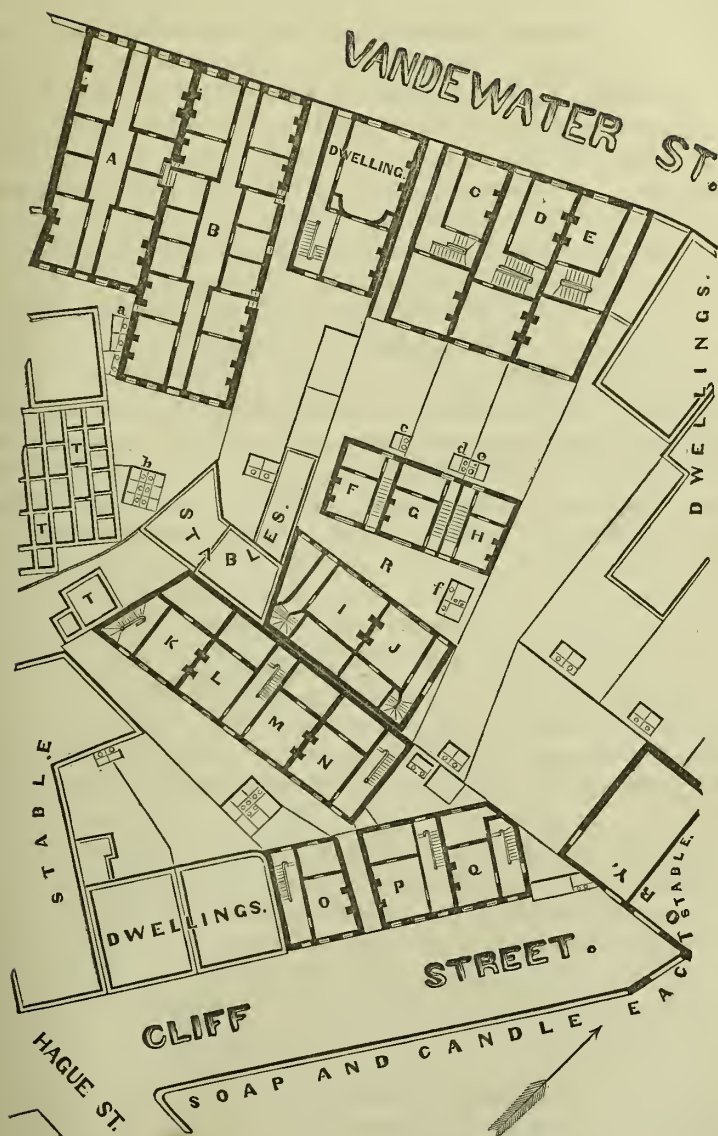 VANDEWATER ST.
DWELLING.
A
B
C
D
E
DWELLINGS.
a
b
c
d e
T
T
F
G
H
STABLES.
R
f
I
J
T
K
L
M
N
STABLE.
O
P
Q
DWELLINGS.
STABLE.
CLIFF STREET.
HAGUE ST.
SOAP AND CANDLE FACTORY,